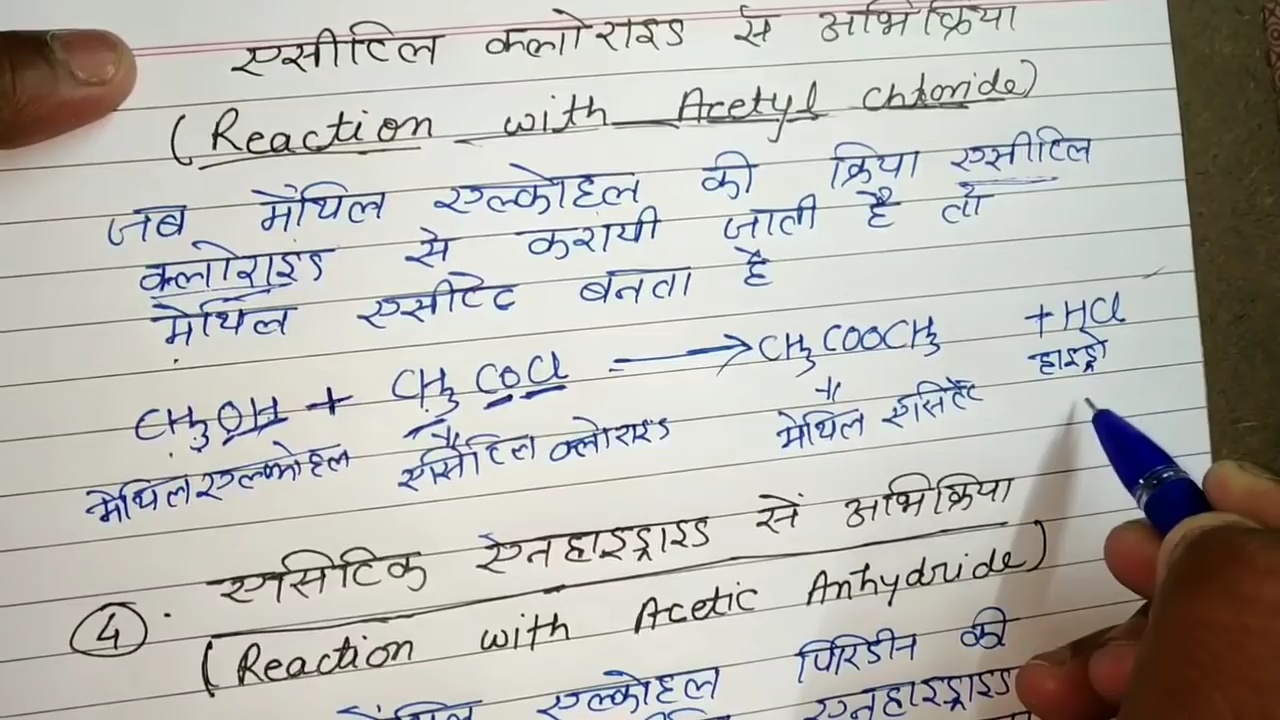 एसीटिल क्लोराइड से अभिक्रिया
(Reaction with Acetyl Chloride)
जब मेथिल एल्कोहल की क्रिया एसीटिल
क्लोराइड से करायी जाती है तो
मेथिल एसीटेट बनता है
CH₃OH + CH₃COCl ⟶ CH₃COOCH₃ + HCl
मेथिल एल्कोहल एसिटिल क्लोराइड मेथिल एसिटेट हाइड्रो
④. एसिटिक ऐनहाइड्राइड सें अभिक्रिया
(Reaction with Acetic Anhydride)
एल्कोहल पिरिडीन की
एनहाइड्राइड